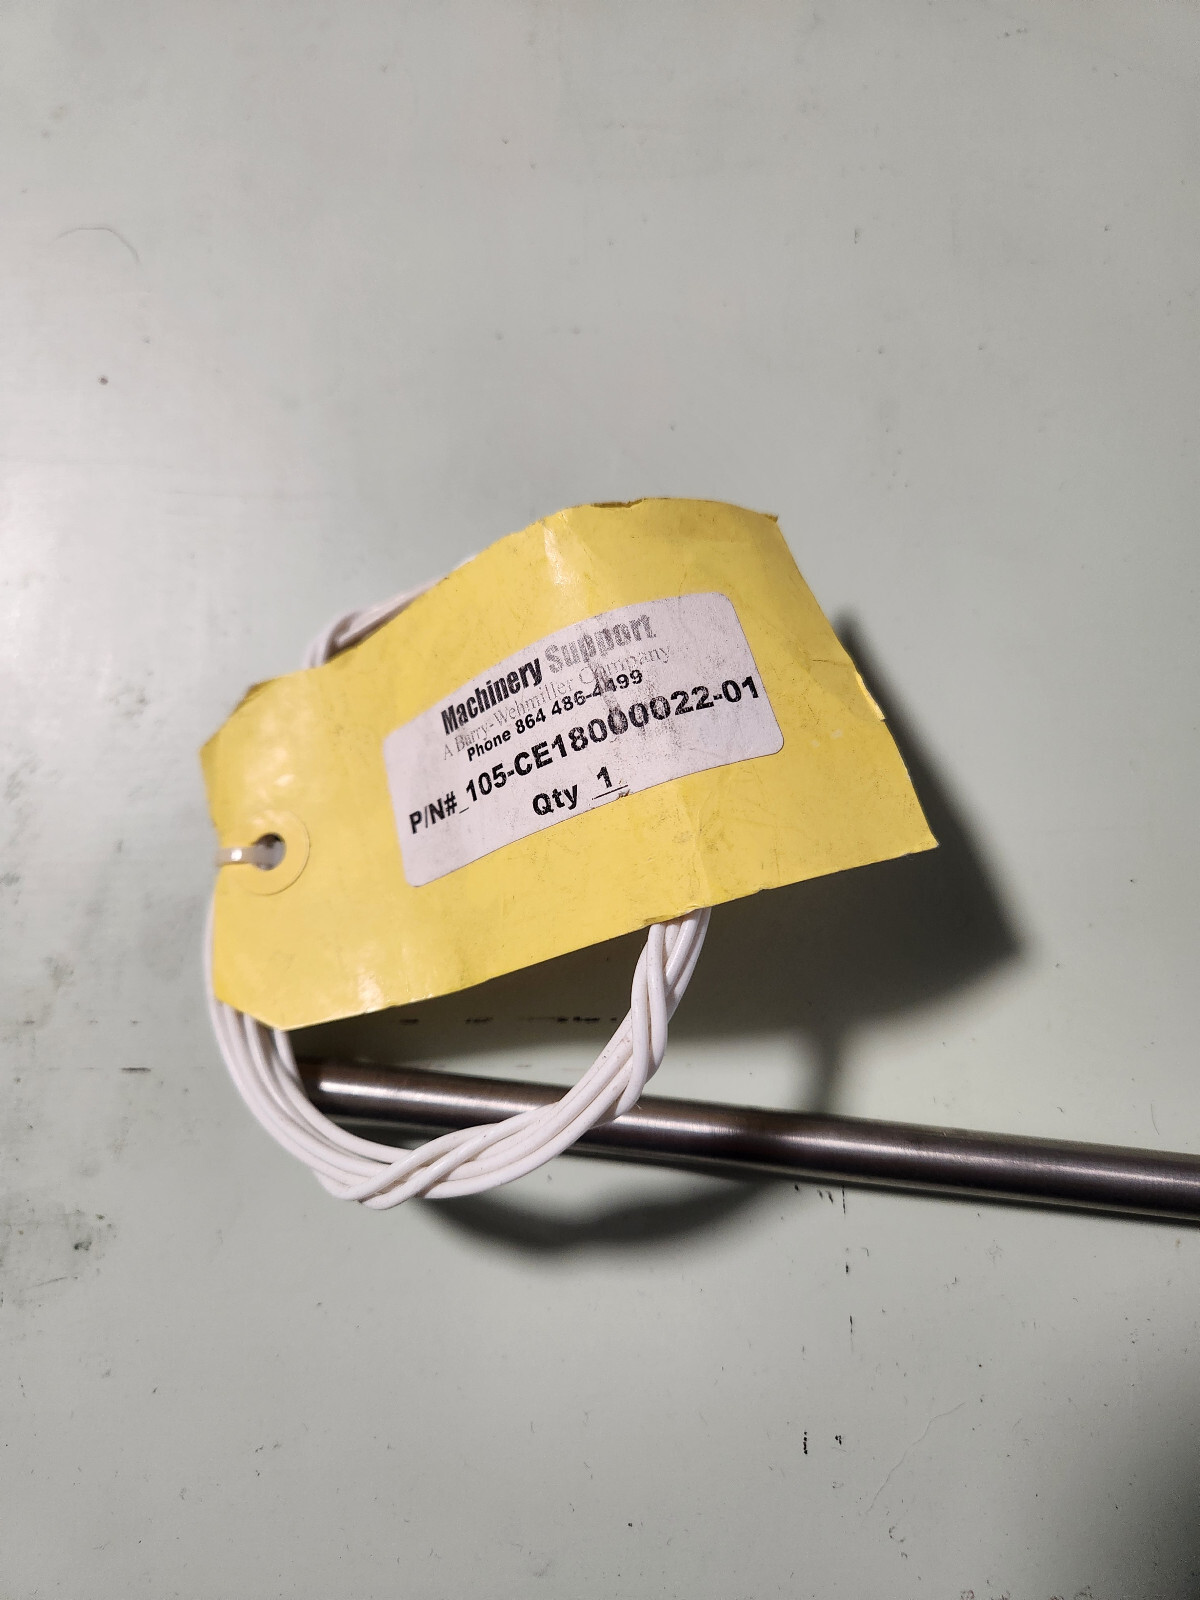 Machinery Support
A Barry-Wehmiller Company
Phone 864 486-4499
P/N#_105-CE18000022-01
Qty 1